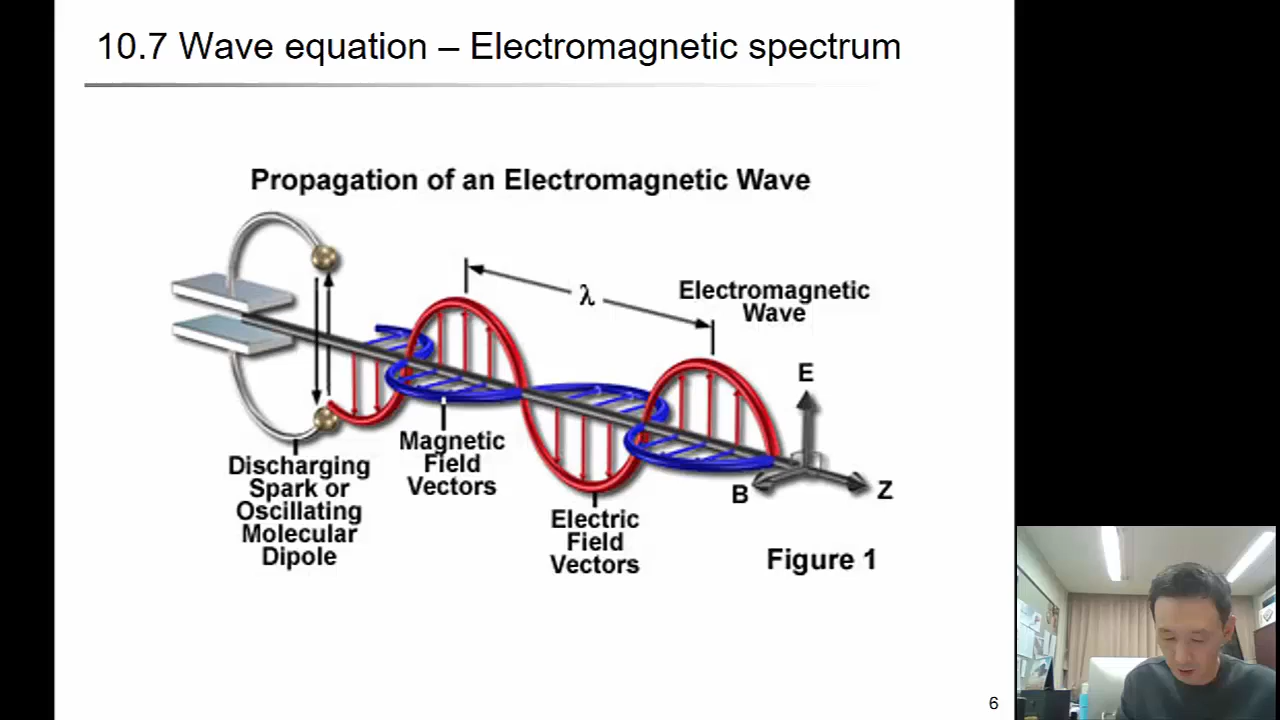 10.7 Wave equation – Electromagnetic spectrum
Propagation of an Electromagnetic Wave
λ
Electromagnetic
Wave
E
B
Z
Magnetic
Field
Vectors
Discharging
Spark or
Oscillating
Molecular
Dipole
Electric
Field
Vectors
Figure 1
6